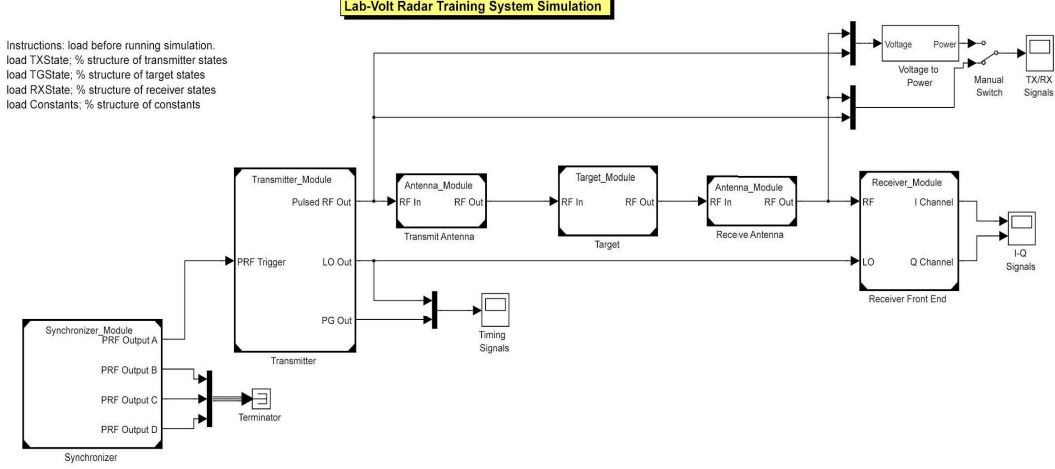 Lab-Volt Radar Training System Simulation
Instructions: load before running simulation.
load TXState; % structure of transmitter states
load TGState; % structure of target states
load RXState; % structure of receiver states
load Constants; % structure of constants
Voltage Power
Voltage to
Power
Manual
Switch
TX/RX
Signals
Transmitter_Module
Pulsed RF Out
PRF Trigger
LO Out
PG Out
Transmitter
Antenna_Module
RF In RF Out
Transmit Antenna
Target_Module
RF In RF Out
Target
Antenna_Module
RF In RF Out
Receive Antenna
Receiver_Module
RF I Channel
LO Q Channel
Receiver Front End
I-Q
Signals
Timing
Signals
Synchronizer_Module
PRF Output A
PRF Output B
PRF Output C
PRF Output D
Synchronizer
Terminator